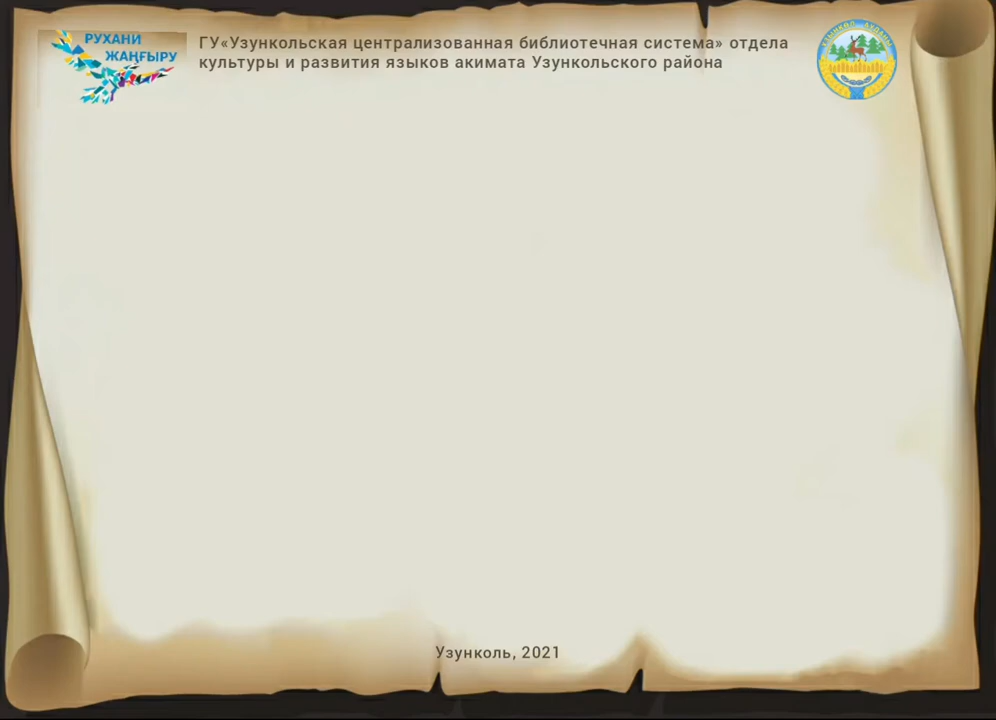 РУХАНИ
ЖАҢҒЫРУ
ГУ«Узункольская централизованная библиотечная система» отдела
культуры и развития языков акимата Узункольского района
Узунколь, 2021